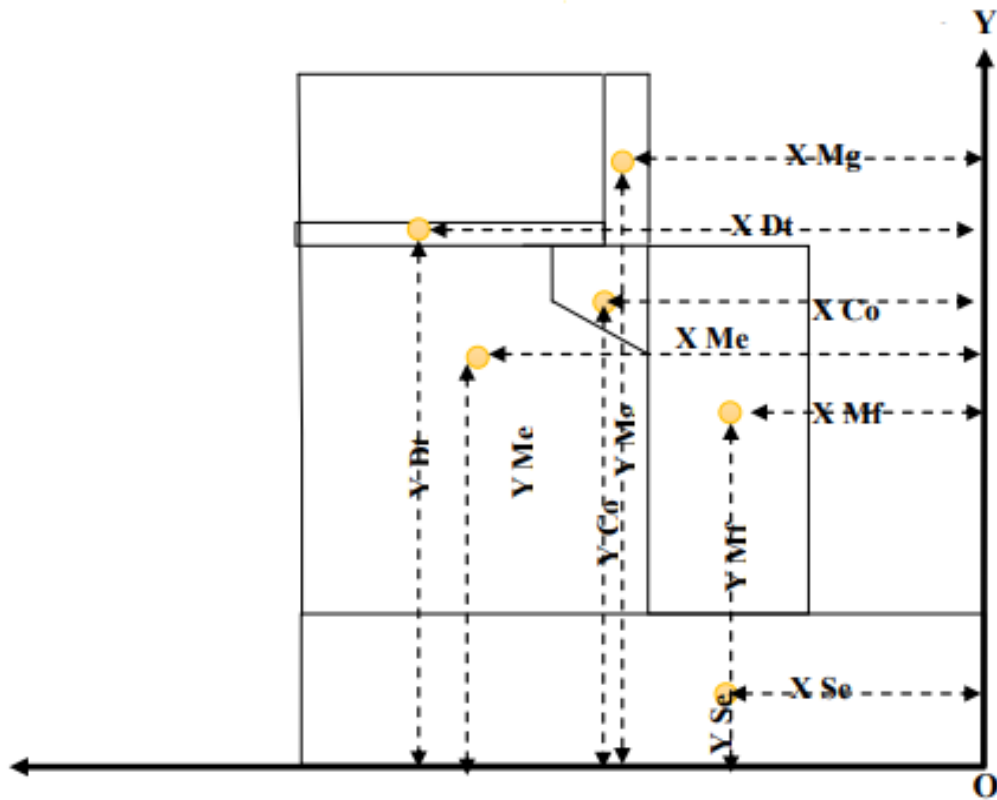 Y
X Mg
X Dt
X Co
X Me
X Mf
Y Dt
Y Me
Y Mg
Y Co
Y Mf
X Se
Y Se
O